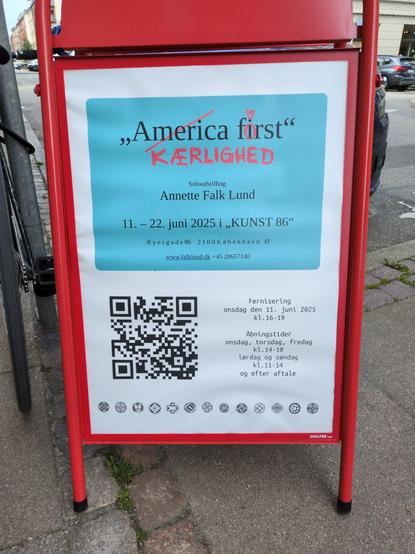 „America first“
KÆRLIGHED
Soloudstilling
Annette Falk Lund
11. – 22. juni 2025 i „KUNST 86“
Ryesgade86 2100København Ø
www.falklund.dk +45 28657140
Fernisering
onsdag den 11. juni 2025
kl.16-19
Åbningstider
onsdag, torsdag, fredag
kl.14-18
lørdag og søndag
kl.11-14
og efter aftale